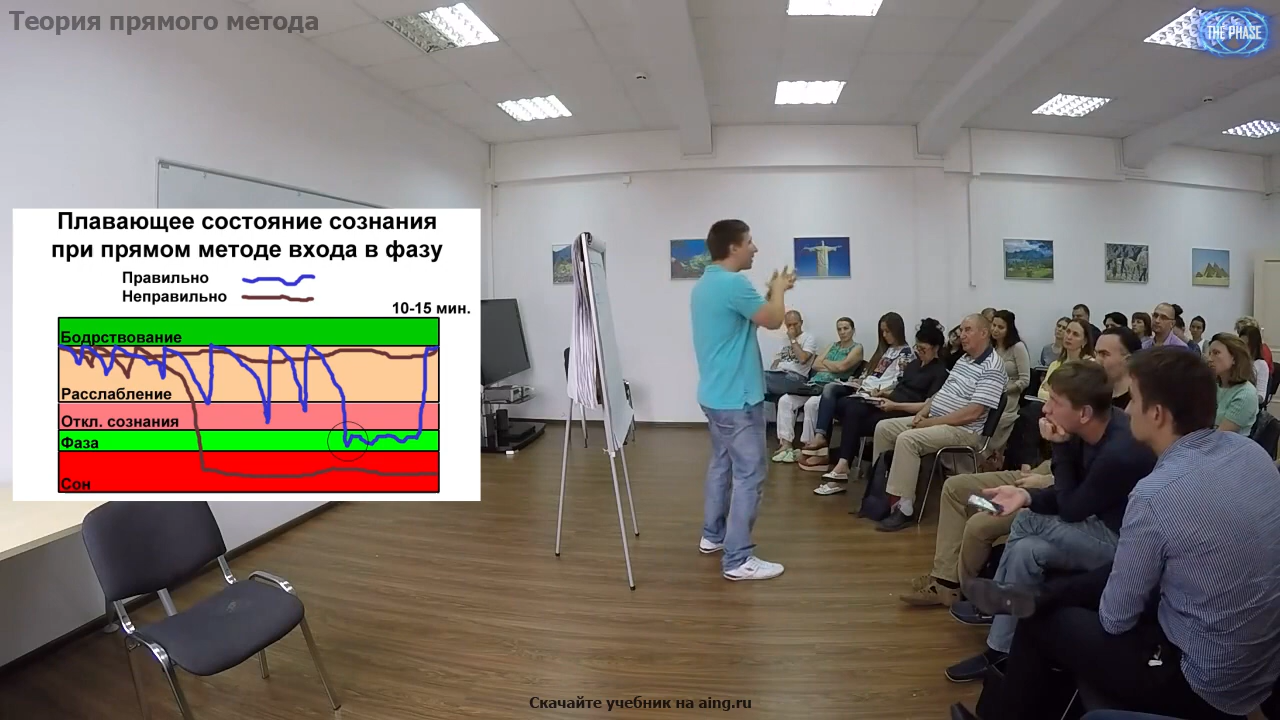 Теория прямого метода
THE PHASE
Плавающее состояние сознания
при прямом методе входа в фазу
Правильно
Неправильно
10-15 мин.
Бодрствование
Расслабление
Откл. сознания
Фаза
Сон
Скачайте учебник на aing.ru